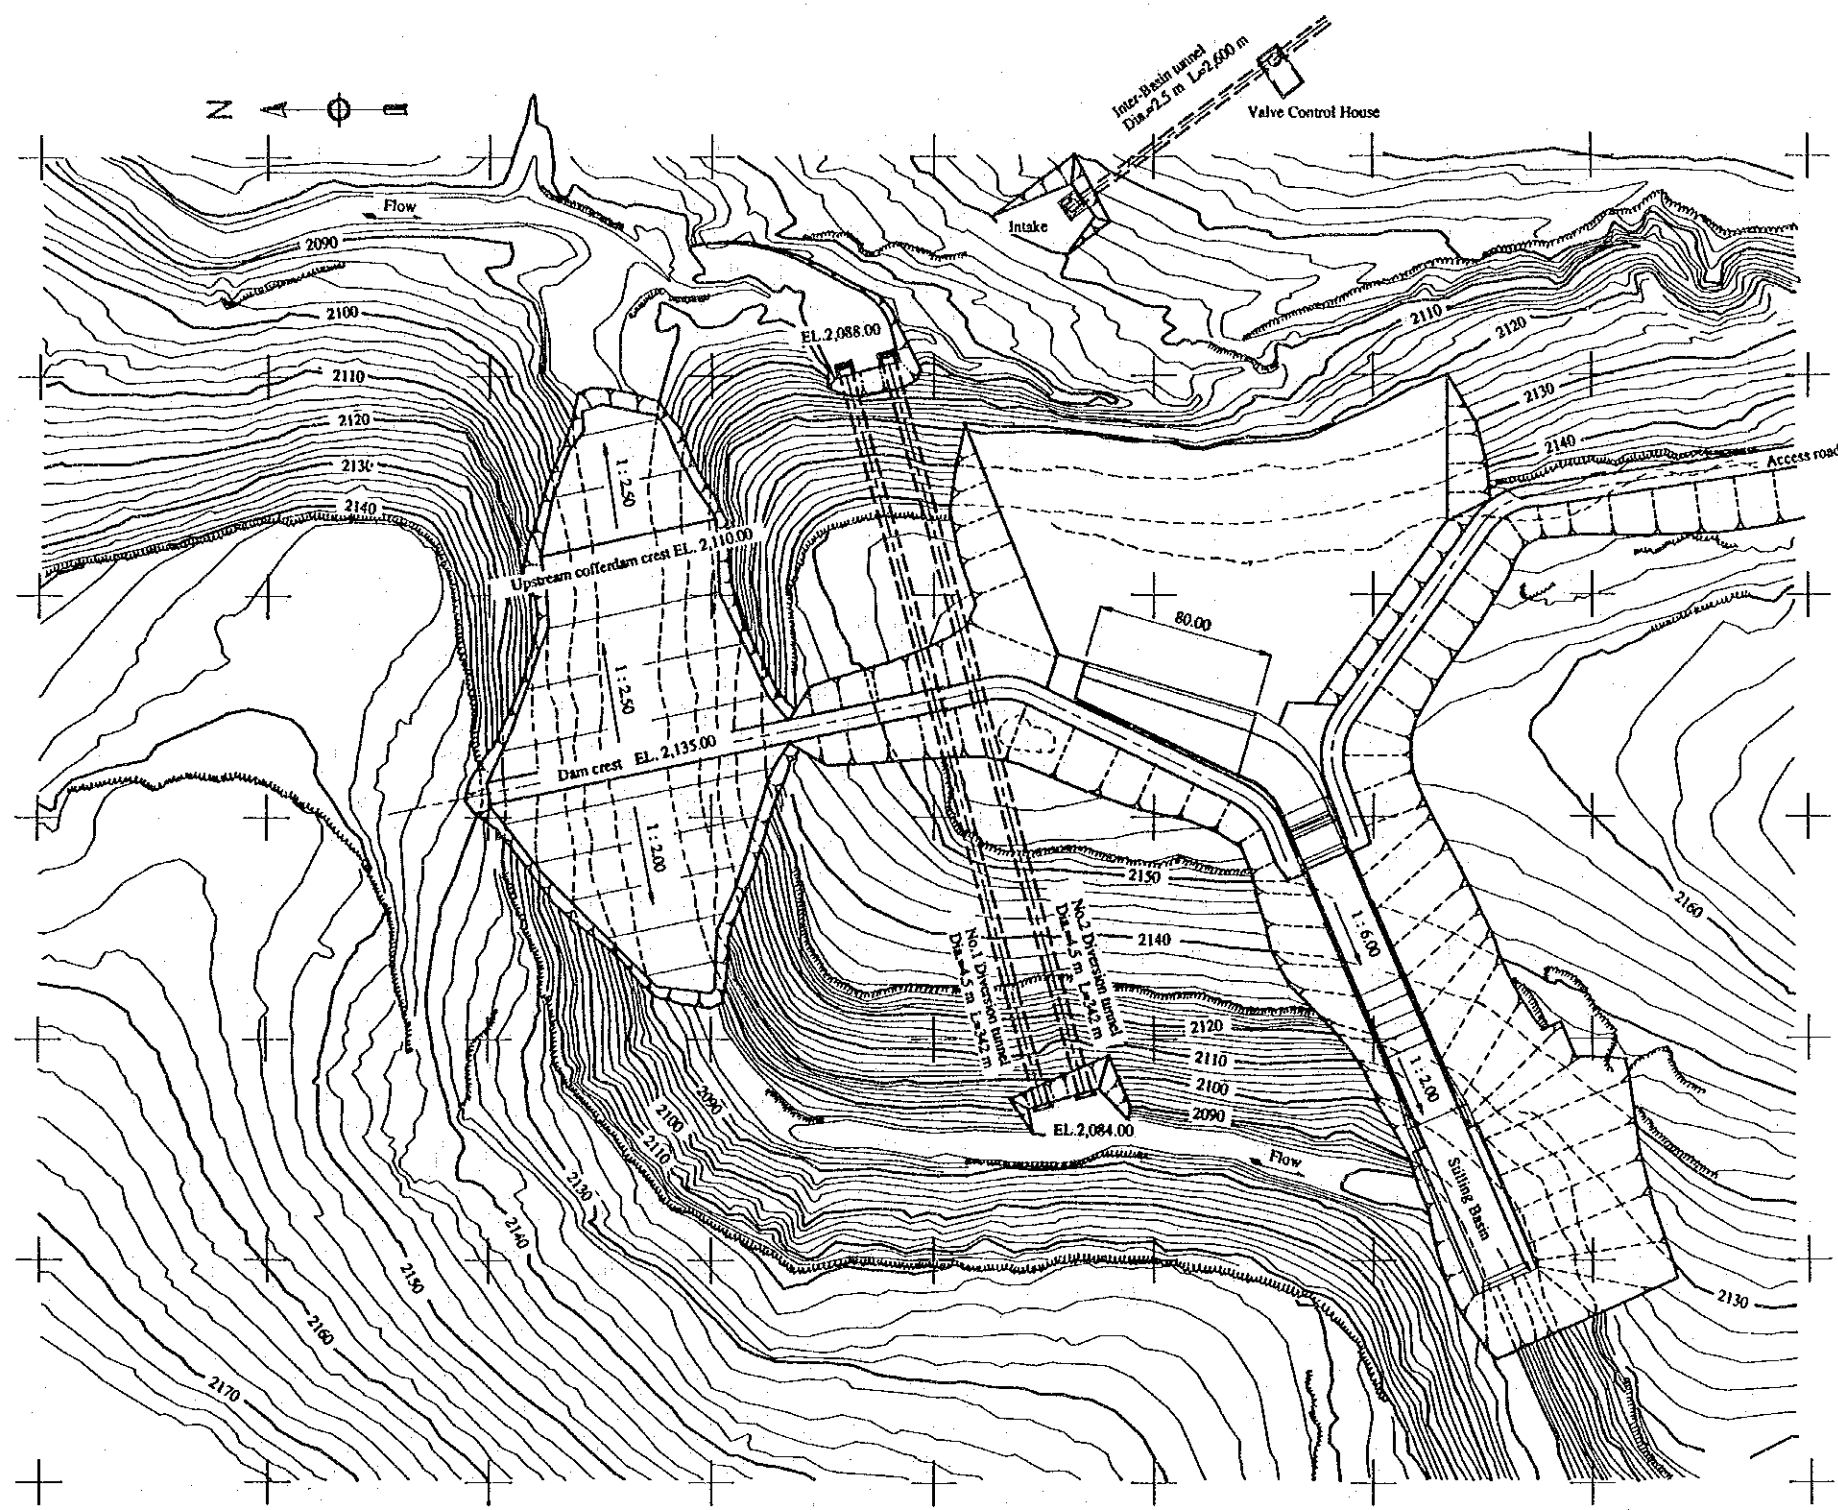 Inter-Basin tunnel
Dia.=2.5 m L=2,600 m
Valve Control House
N
Flow
Intake
2090
2100
EL.2,088.00
2110
2120
2110
2130
2120
2140
2130
Access road
2140
1 : 2.50
Upstream cofferdam crest EL. 2,110.00
80.00
1 : 2.50
Dam crest EL. 2,135.00
1 : 2.00
2150
2160
1 : 6.00
2140
No.1 Diversion tunnel
Dia.=4.5 m L=342 m
No.2 Diversion tunnel
Dia.=4.5 m L=242 m
2120
2110
2100
2090
1 : 2.00
2090
2100
2110
EL.2,084.00
Flow
Stilling Basin
2130
2140
2150
2130
2160
2170